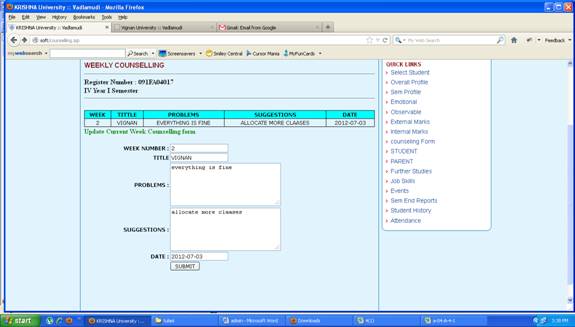 KRISHNA University :: Vadlamudi - Mozilla Firefox
File Edit View History Bookmarks Tools Help
KRISHNA University :: Vadlamudi
Vignan University :: Vadlamudi
Gmail: Email from Google
soft/counselling.jsp
My Web Search
Feedback
mywebsearch
Search
Screensavers
Smiley Central
Cursor Mania
MyFunCards
WEEKLY COUNSELLING
Register Number : 091FA04017
IV Year I Semester
WEEK TITTLE PROBLEMS SUGGESTIONS DATE
2 VIGNAN EVERYTHING IS FINE ALLOCATE MORE CLAASES 2012-07-03
Update Current Week Counselling form
WEEK NUMBER : 2
TITLE VIGNAN
PROBLEMS : everything is fine
SUGGESTIONS : allocate more claases
DATE : 2012-07-03
SUBMIT
QUICK LINKS
Select Student
Overall Profile
Sem Profile
Emotional
Observable
External Marks
Internal Marks
counseling Form
STUDENT
PARENT
Further Studies
Job Skills
Events
Sem End Reports
Student History
Attendance
start
KRISHNA University :...
tulasi
admin - Microsoft Word
Downloads
4(1)
3:38 PM